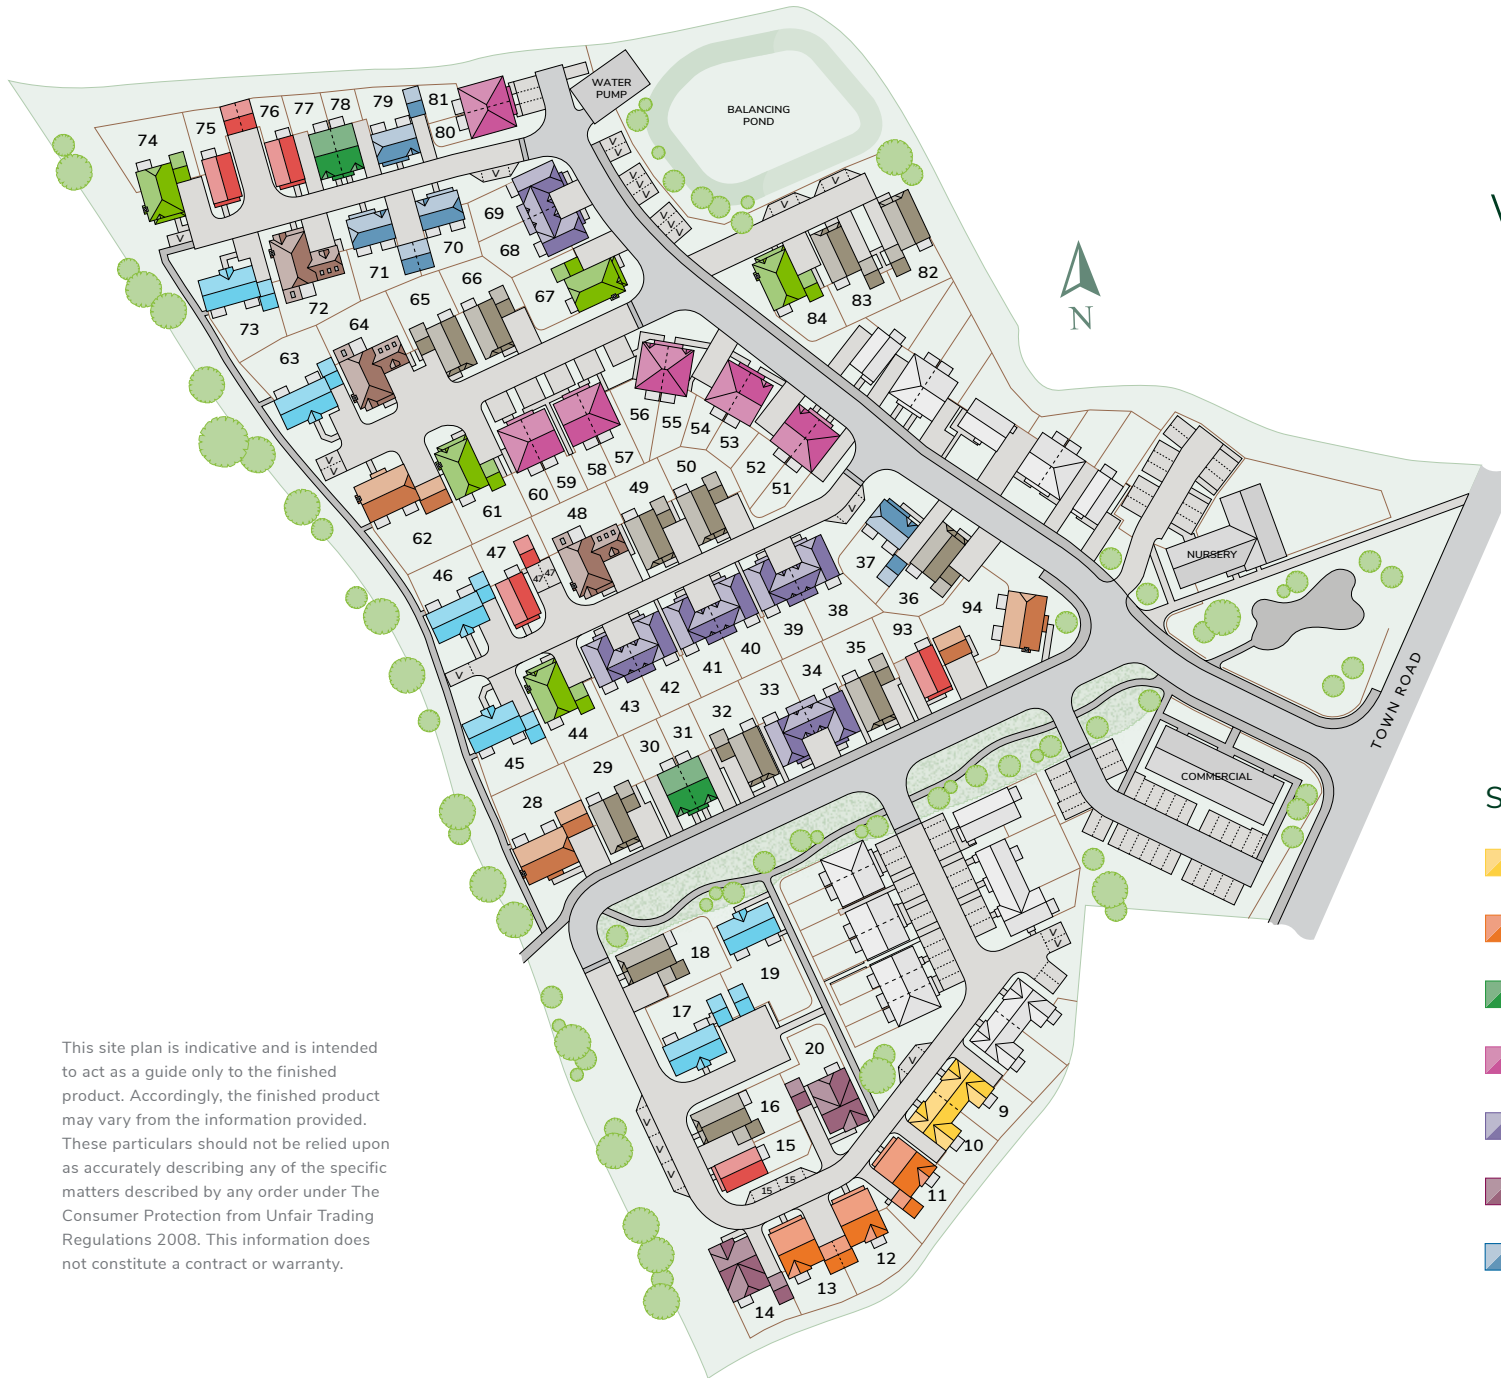 WATER
PUMP
BALANCING
POND
74
75
76
77
78
79
81
80
V
V
V
V
V
V
V
V
V
V
V
69
68
70
71
72
73
67
66
65
64
63
82
83
84
N
56
55
54
53
52
51
57
58
59
60
61
62
50
49
48
47
47
47
46
37
36
38
39
40
41
42
43
44
45
94
93
35
34
33
32
31
30
29
28
V
V
V
NURSERY
TOWN ROAD
COMMERCIAL
S
18
19
17
20
16
15
15
15
V
V
V
V
V
V
9
10
11
12
13
14
This site plan is indicative and is intended
to act as a guide only to the finished
product. Accordingly, the finished product
may vary from the information provided.
These particulars should not be relied upon
as accurately describing any of the specific
matters described by any order under The
Consumer Protection from Unfair Trading
Regulations 2008. This information does
not constitute a contract or warranty.